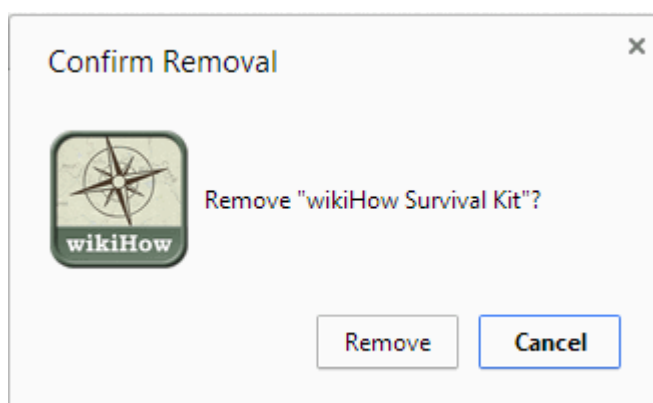 Confirm Removal
Remove "wikiHow Survival Kit"?
wikiHow
Remove
Cancel